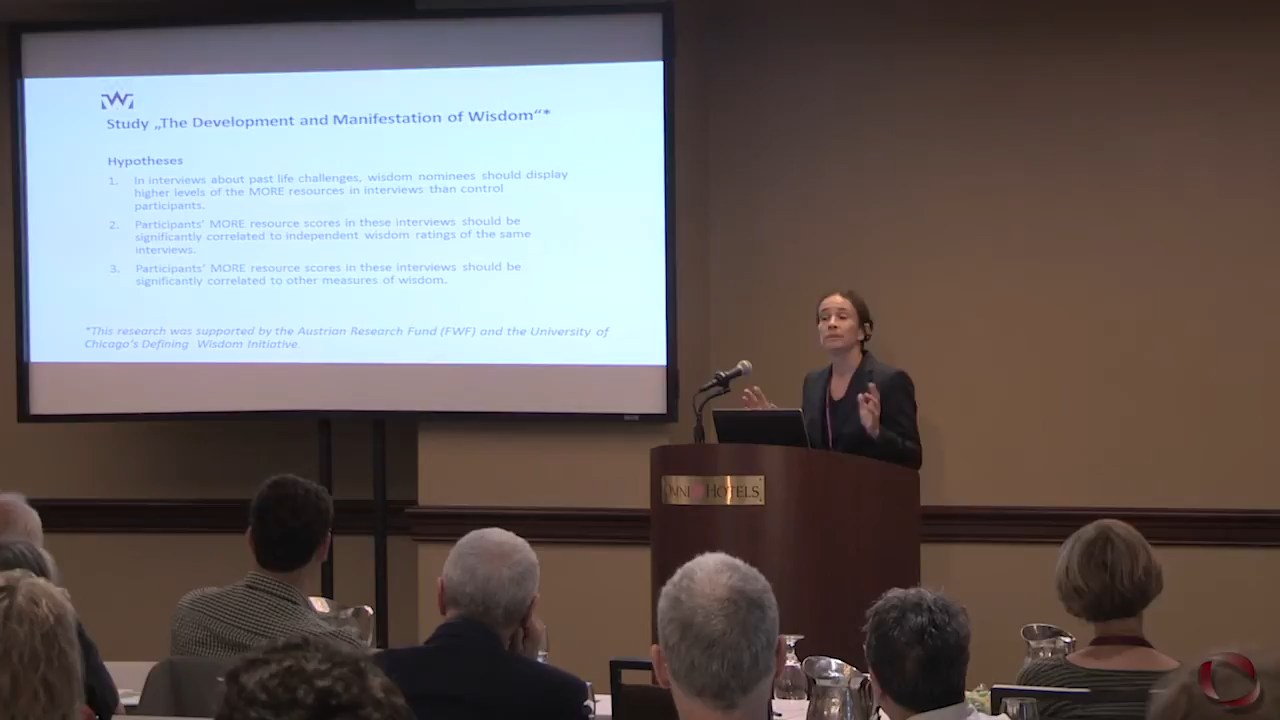 W
Study „The Development and Manifestation of Wisdom“*
Hypotheses
1. In interviews about past life challenges, wisdom nominees should display
higher levels of the MORE resources in interviews than control
participants.
2. Participants' MORE resource scores in these interviews should be
significantly correlated to independent wisdom ratings of the same
interviews.
3. Participants' MORE resource scores in these interviews should be
significantly correlated to other measures of wisdom.
*This research was supported by the Austrian Research Fund (FWF) and the University of
Chicago's Defining Wisdom Initiative.
OMNI HOTELS